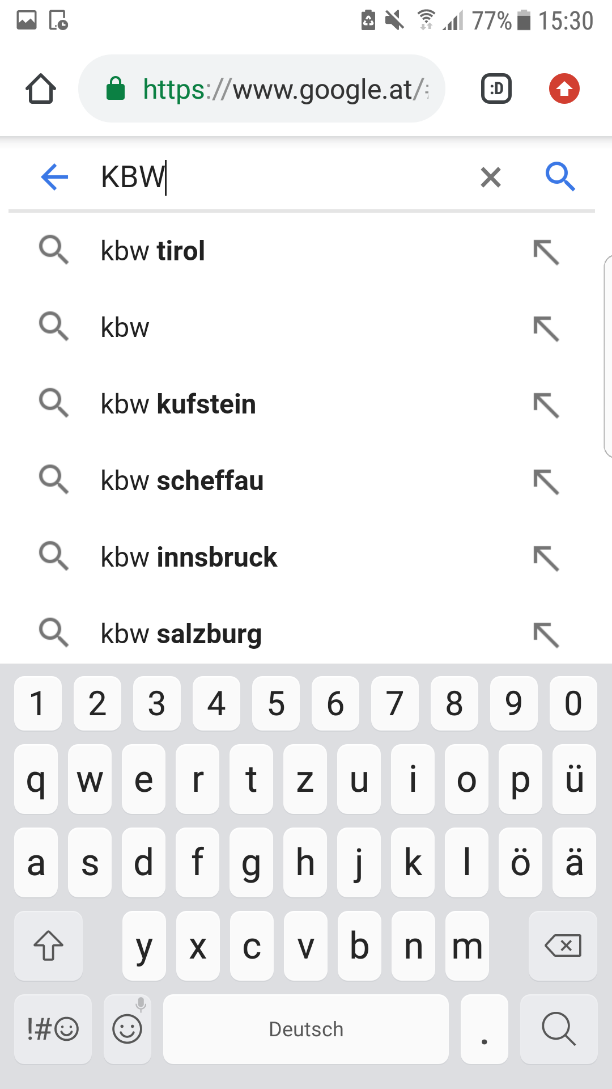 77% 15:30
https://www.google.at/
:D
KBW
kbw tirol
kbw
kbw kufstein
kbw scheffau
kbw innsbruck
kbw salzburg
1 2 3 4 5 6 7 8 9 0
q w e r t z u i o p ü
a s d f g h j k l ö ä
y x c v b n m
!#☺ Deutsch .